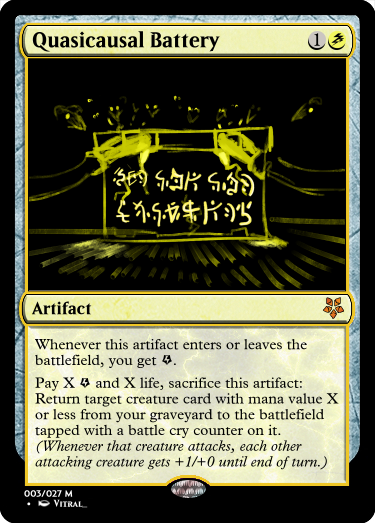 Quasicausal Battery
1
Artifact
Whenever this artifact enters or leaves the
battlefield, you get.
Pay X and X life, sacrifice this artifact:
Return target creature card with mana value X
or less from your graveyard to the battlefield
tapped with a battle cry counter on it.
(Whenever that creature attacks, each other
attacking creature gets +1/+0 until end of turn.)
003/027 M
• Vitral_